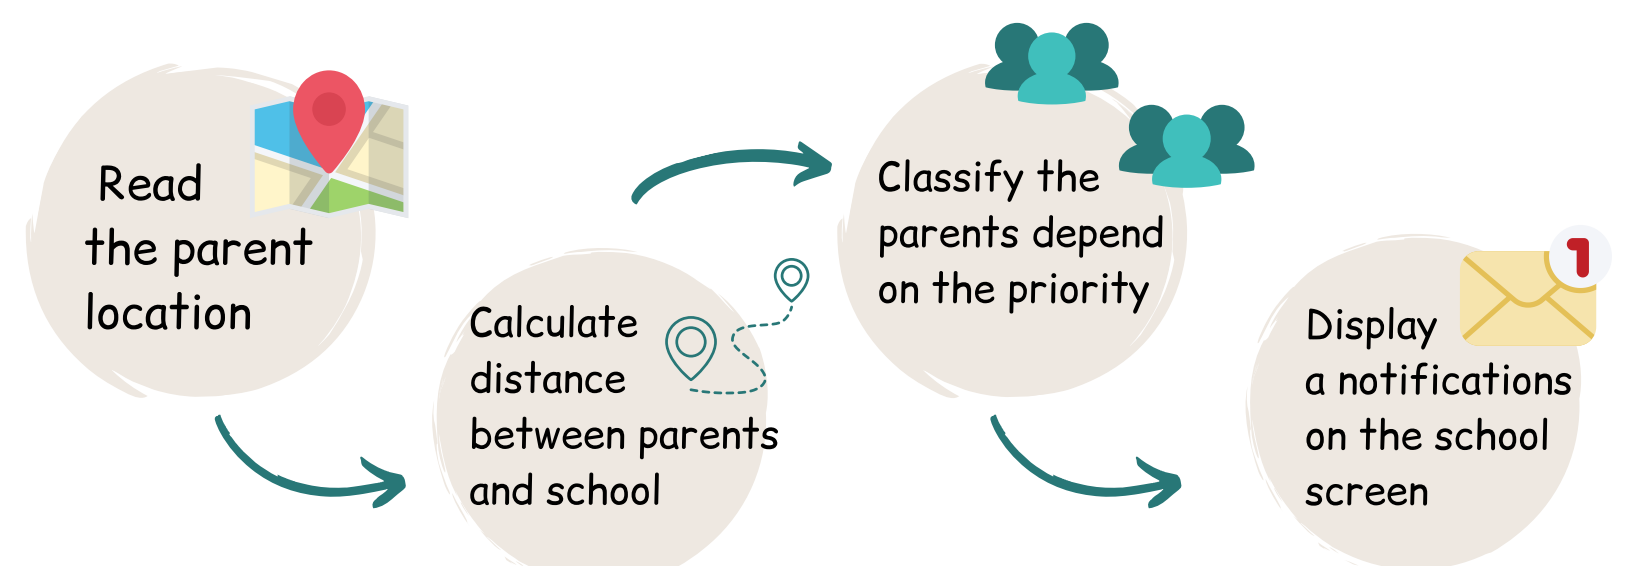 Read
the parent
location
Calculate
distance
between parents
and school
Classify the
parents depend
on the priority
1
Display
a notifications
on the school
screen